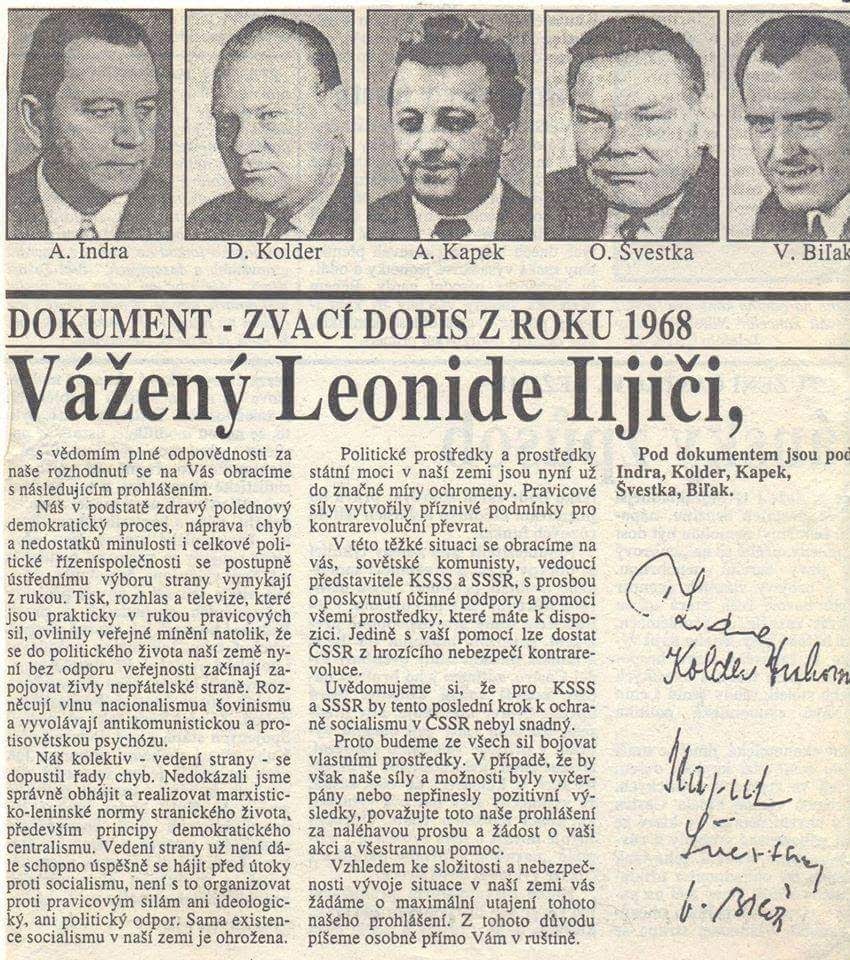 A. Indra
D. Kolder
A. Kapek
O. Švestka
V. Biľak
DOKUMENT - ZVACÍ DOPIS Z ROKU 1968
Vážený Leonide Iljiči,
s vědomím plné odpovědnosti za
naše rozhodnutí se na Vás obracíme
s následujícím prohlášením.
Náš v podstatě zdravý polednový
demokratický proces, náprava chyb
a nedostatků minulosti i celkové poli-
tické řízeníspolečnosti se postupně
ústřednímu výboru strany vymykají
z rukou. Tisk, rozhlas a televize, které
jsou prakticky v rukou pravicových
sil, ovlinily veřejné mínění natolik, že
se do politického života naší země ny-
ní bez odporu veřejnosti začínají za-
pojovat živly nepřátelské straně. Roz-
něcují vlnu nacionalismua šovinismu
a vyvolávají antikomunistickou a pro-
tisovětskou psychózu.
Náš kolektiv - vedení strany - se
dopustil řady chyb. Nedokázali jsme
správně obhájit a realizovat marxistic-
ko-leninské normy stranického života,
především principy demokratického
centralismu. Vedení strany už není dá-
le schopno úspěšně se hájit před útoky
proti socialismu, není s to organizovat
proti pravicovým silám ani ideologic-
ký, ani politický odpor. Sama existen-
ce socialismu v naší zemi je ohrožena.
Politické prostředky a prostředky
státní moci v naší zemi jsou nyní už
do značné míry ochromeny. Pravicové
síly vytvořily příznivé podmínky pro
kontrarevoluční převrat.
V této těžké situaci se obracíme na
vás, sovětské komunisty, vedoucí
představitele KSSS a SSSR, s prosbou
o poskytnutí účinné podpory a pomoci
všemi prostředky, které máte k dispo-
zici. Jedině s vaší pomocí lze dostat
ČSSR z hrozícího nebezpečí kontrare-
voluce.
Uvědomujeme si, že pro KSSS
a SSSR by tento poslední krok k ochra-
ně socialismu v ČSSR nebyl snadný.
Proto budeme ze všech sil bojovat
vlastními prostředky. V případě, že by
však naše síly a možnosti byly vyčer-
pány nebo nepřinesly pozitivní vý-
sledky, považujte toto naše prohlášení
za naléhavou prosbu a žádost o vaši
akci a všestrannou pomoc.
Vzhledem ke složitosti a nebezpeč-
nosti vývoje situace v naší zemi vás
žádáme o maximální utajení tohoto
našeho prohlášení. Z tohoto důvodu
píšeme osobně přímo Vám v ruštině.
Pod dokumentem jsou pod
Indra, Kolder, Kapek,
Švestka, Biľak.
Indra
Kolder
Kapek
Švestka
V. Biľak